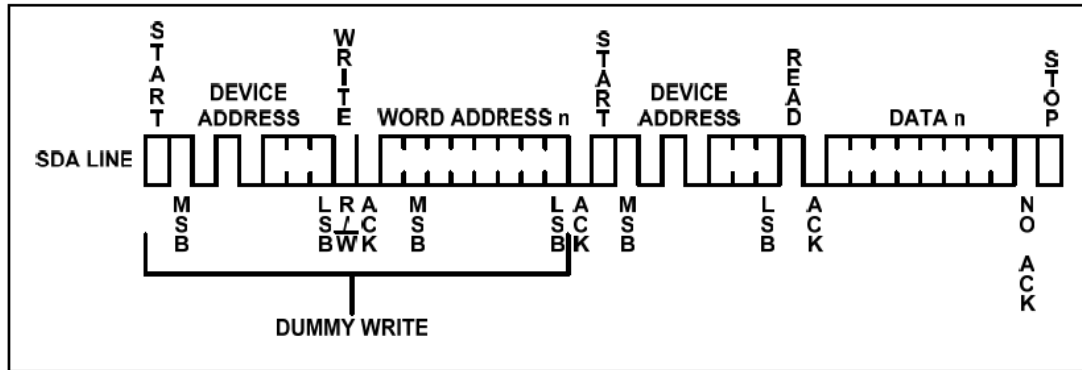 START
WRITE
START
READ
STOP
DEVICE
ADDRESS
WORD ADDRESS n
DEVICE
ADDRESS
DATA n
SDA LINE
MSB
LSB
R/W
ACK
MSB
LSB
ACK
MSB
LSB
ACK
NO ACK
DUMMY WRITE